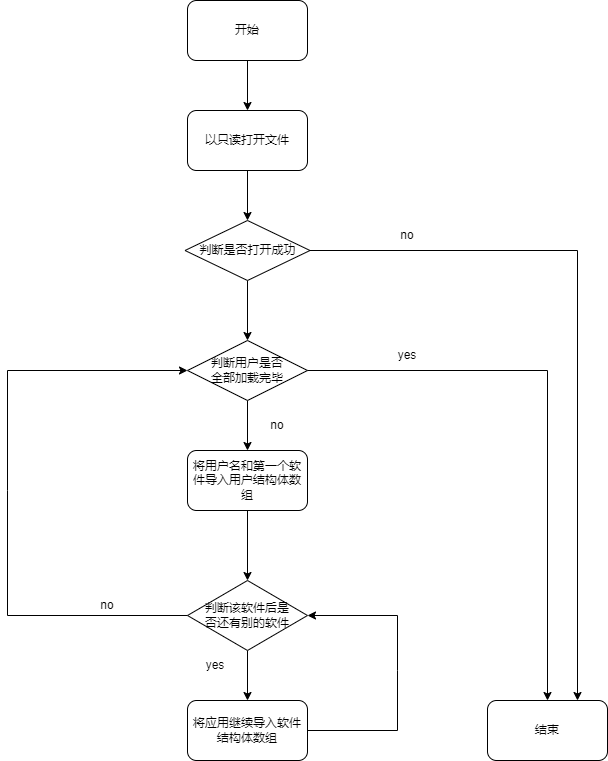 开始
以只读打开文件
判断是否打开成功
no
判断用户是否
全部加载完毕
yes
no
将用户名和第一个软
件导入用户结构体数
组
判断该软件后是
否还有别的软件
no
yes
将应用继续导入软件
结构体数组
结束